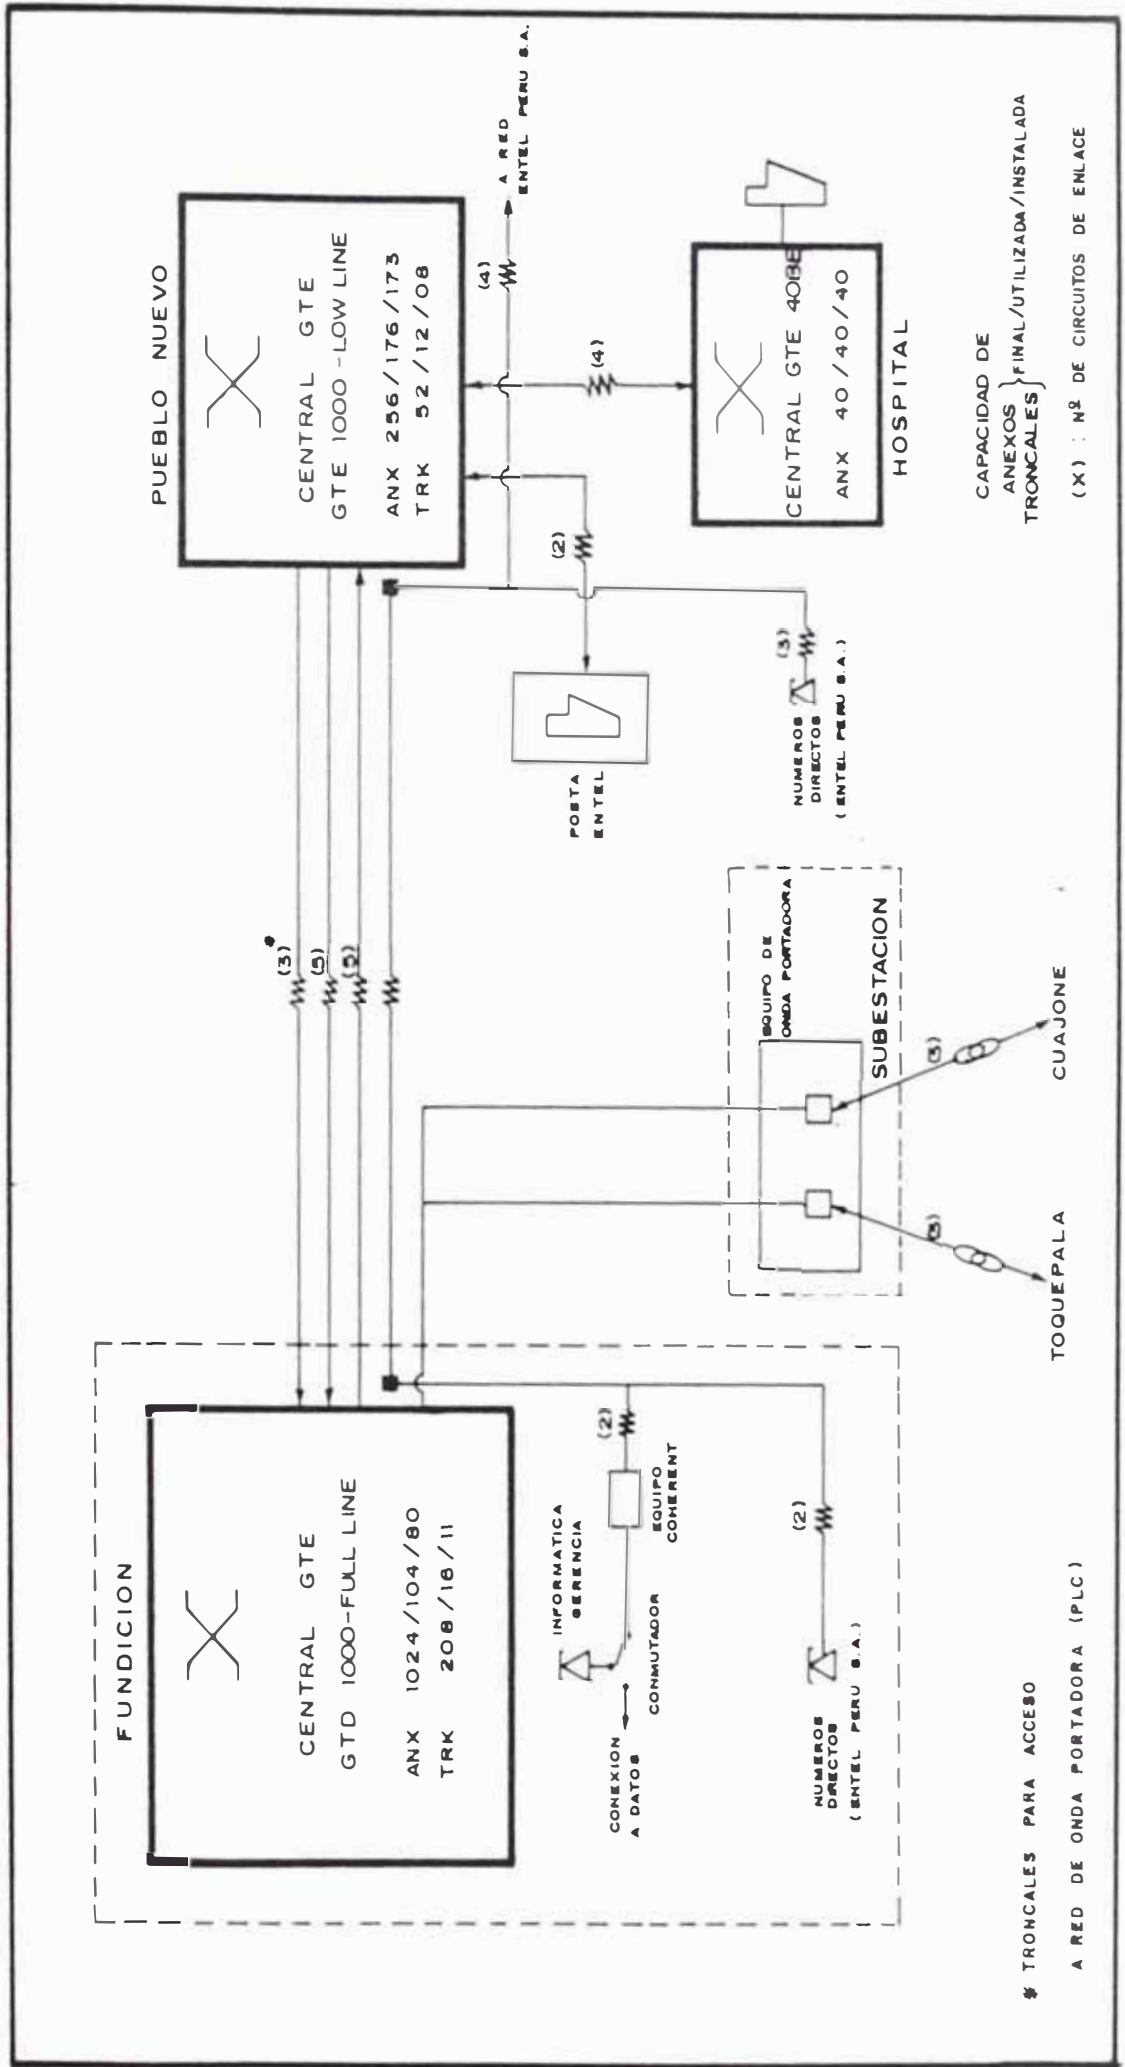 FUNDICION
CENTRAL GTE
GTD 1000-FULL LINE
ANX 1024/104/80
TRK 208/18/11
INFORMATICA
GERENCIA
(2)
EQUIPO
COHERENT
CONMUTADOR
CONEXION
A DATOS
(2)
NUMEROS
DIRECTOS
(ENTEL PERU S.A.)
(3)*
(5)
(5)
PUEBLO NUEVO
CENTRAL GTE
GTE 1000-LOW LINE
ANX 256/176/173
TRK 52/12/08
(4)
A RED
ENTEL PERU S.A.
(4)
(2)
POSTA
ENTEL
(3)
NUMEROS
DIRECTOS
(ENTEL PERU S.A.)
CENTRAL GTE 40BE
ANX 40/40/40
HOSPITAL
EQUIPO DE
ONDA PORTADORA
SUBESTACION
(3)
(3)
TOQUEPALA
CUAJONE
CAPACIDAD DE
ANEXOS
TRONCALES } FINAL/UTILIZADA/INSTALADA
(X) : Nº DE CIRCUITOS DE ENLACE
* TRONCALES PARA ACCESO
A RED DE ONDA PORTADORA (PLC)